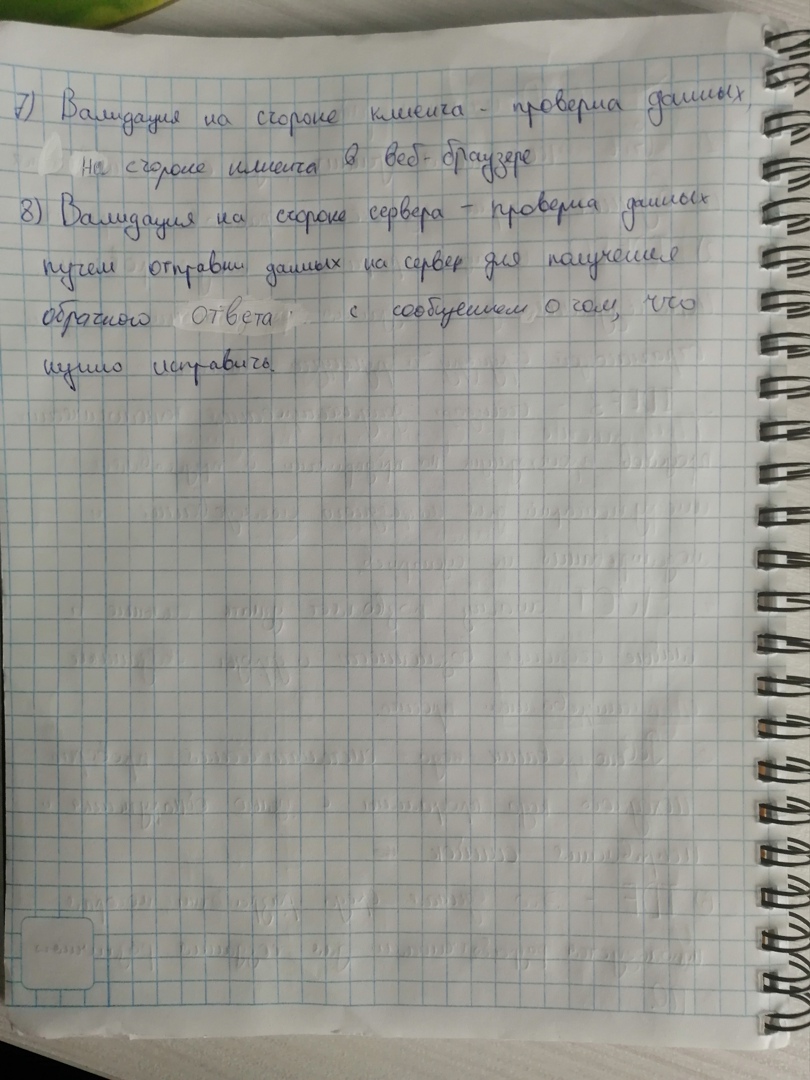 7) Валидация на стороне клиента - проверка данных
на стороне клиента в веб-браузере
8) Валидация на стороне сервера - проверка данных
путем отправки данных на сервер для получения
обратного ответа с сообщением о том, что
нужно исправить.